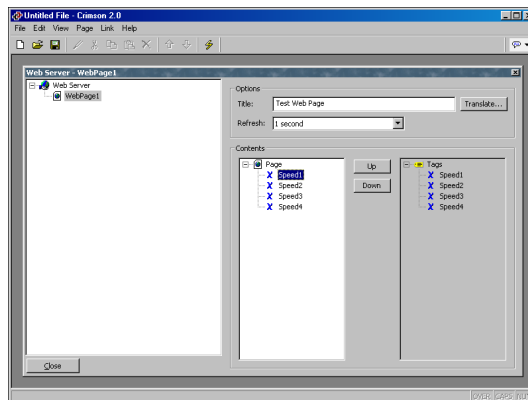 Untitled File - Crimson 2.0
File Edit View Page Link Help
Web Server - WebPage1
Web Server
WebPage1
Options
Title: Test Web Page Translate...
Refresh: 1 second
Contents
Page
Speed1
Speed2
Speed3
Speed4
Up
Down
Tags
Speed1
Speed2
Speed3
Speed4
Close
OVER CAPS